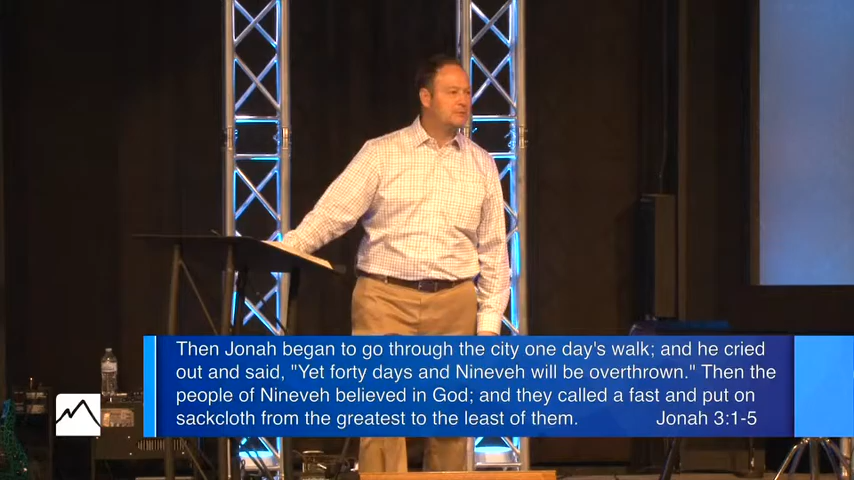 Then Jonah began to go through the city one day's walk; and he cried
out and said, "Yet forty days and Nineveh will be overthrown." Then the
people of Nineveh believed in God; and they called a fast and put on
sackcloth from the greatest to the least of them. Jonah 3:1-5